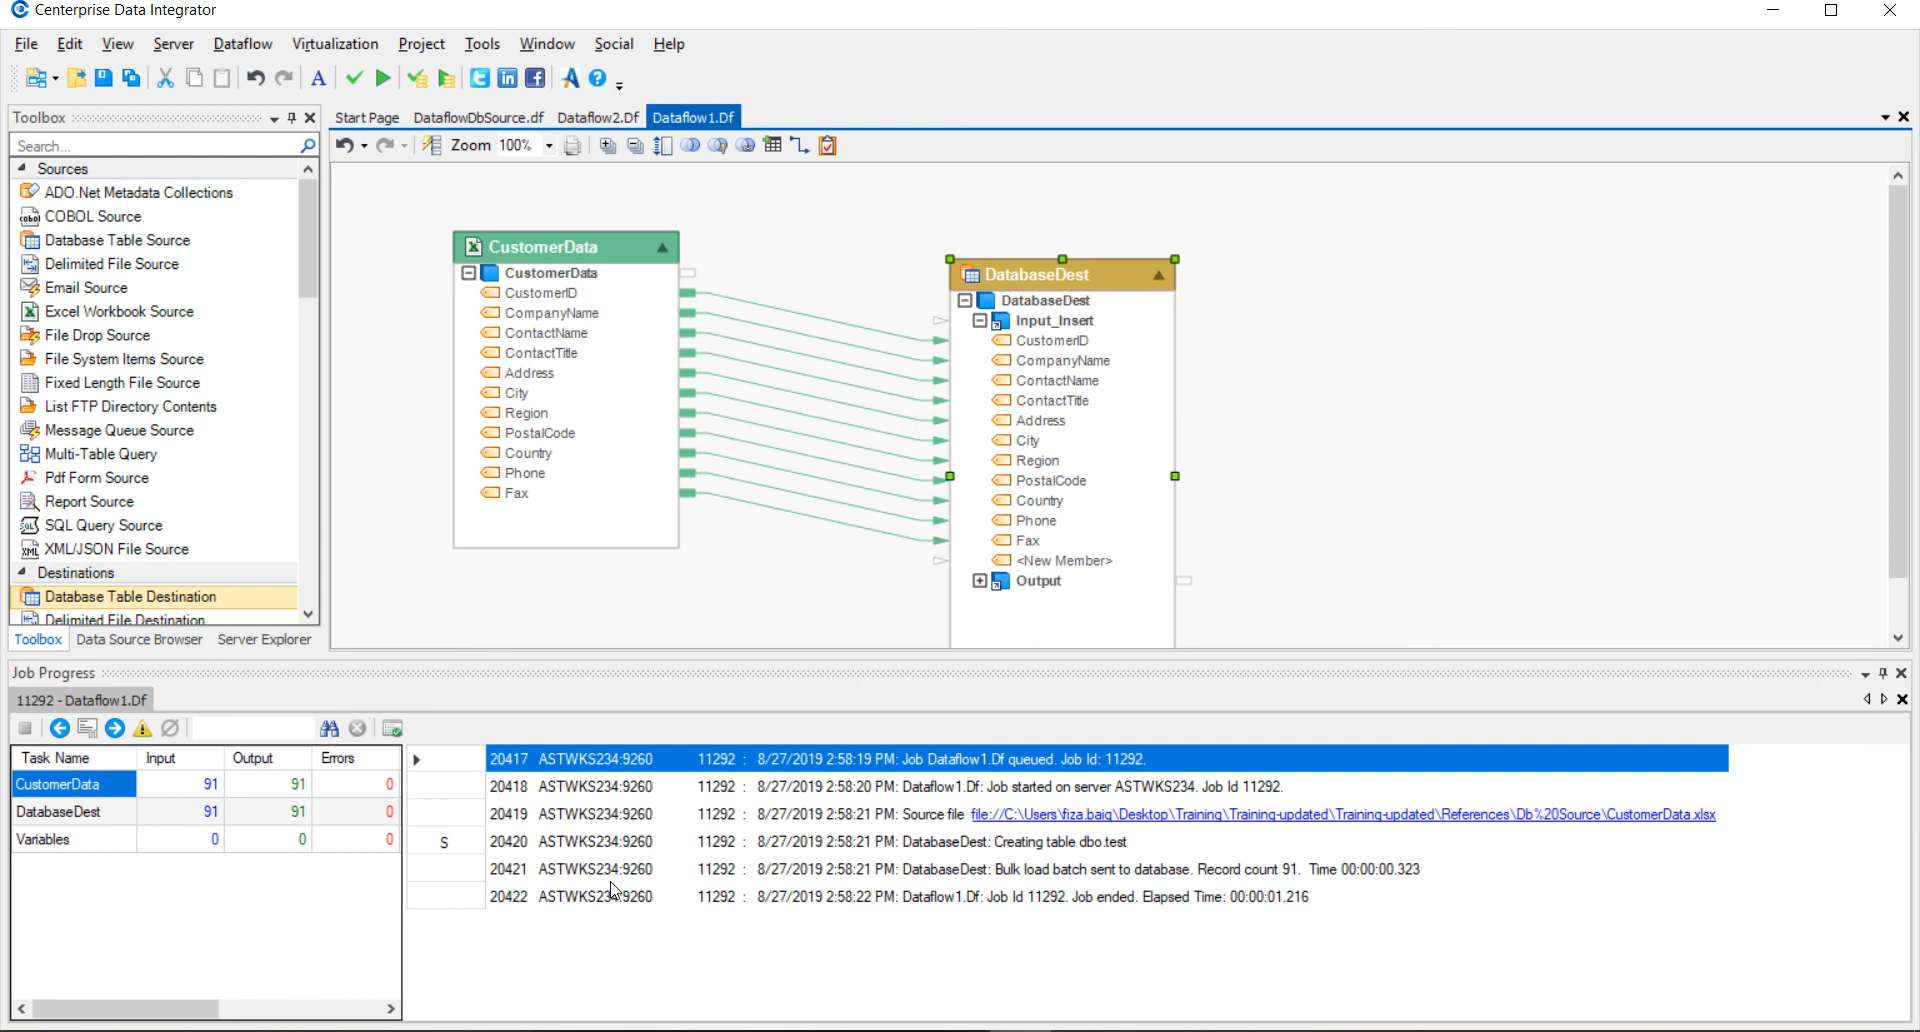 Centerprise Data Integrator
File Edit View Server Dataflow Virtualization Project Tools Window Social Help
Toolbox
Search...
Sources
ADO.Net Metadata Collections
COBOL Source
Database Table Source
Delimited File Source
Email Source
Excel Workbook Source
File Drop Source
File System Items Source
Fixed Length File Source
List FTP Directory Contents
Message Queue Source
Multi-Table Query
Pdf Form Source
Report Source
SQL Query Source
XML/JSON File Source
Destinations
Database Table Destination
Delimited File Destination
Toolbox Data Source Browser Server Explorer
Start Page DataflowDbSource.df Dataflow2.Df Dataflow1.Df
Zoom 100%
CustomerData
CustomerData
CustomerID
CompanyName
ContactName
ContactTitle
Address
City
Region
PostalCode
Country
Phone
Fax
DatabaseDest
DatabaseDest
Input_Insert
CustomerID
CompanyName
ContactName
ContactTitle
Address
City
Region
PostalCode
Country
Phone
Fax
<New Member>
Output
Job Progress
11292 - Dataflow1.Df
Task Name Input Output Errors
CustomerData 91 91 0
DatabaseDest 91 91 0
Variables 0 0 0
20417 ASTWKS234:9260 11292 : 8/27/2019 2:58:19 PM: Job Dataflow1.Df queued. Job Id: 11292.
20418 ASTWKS234:9260 11292 : 8/27/2019 2:58:20 PM: Dataflow1.Df: Job started on server ASTWKS234. Job Id 11292.
20419 ASTWKS234:9260 11292 : 8/27/2019 2:58:21 PM: Source file file://C:\Users\fiza.baig\Desktop\Training\Training-updated\Training-updated\References\Db%20Source\CustomerData.xlsx
S 20420 ASTWKS234:9260 11292 : 8/27/2019 2:58:21 PM: DatabaseDest: Creating table dbo.test
20421 ASTWKS234:9260 11292 : 8/27/2019 2:58:21 PM: DatabaseDest: Bulk load batch sent to database. Record count 91. Time 00:00:00.323
20422 ASTWKS234:9260 11292 : 8/27/2019 2:58:22 PM: Dataflow1.Df: Job Id 11292. Job ended. Elapsed Time: 00:00:01.216